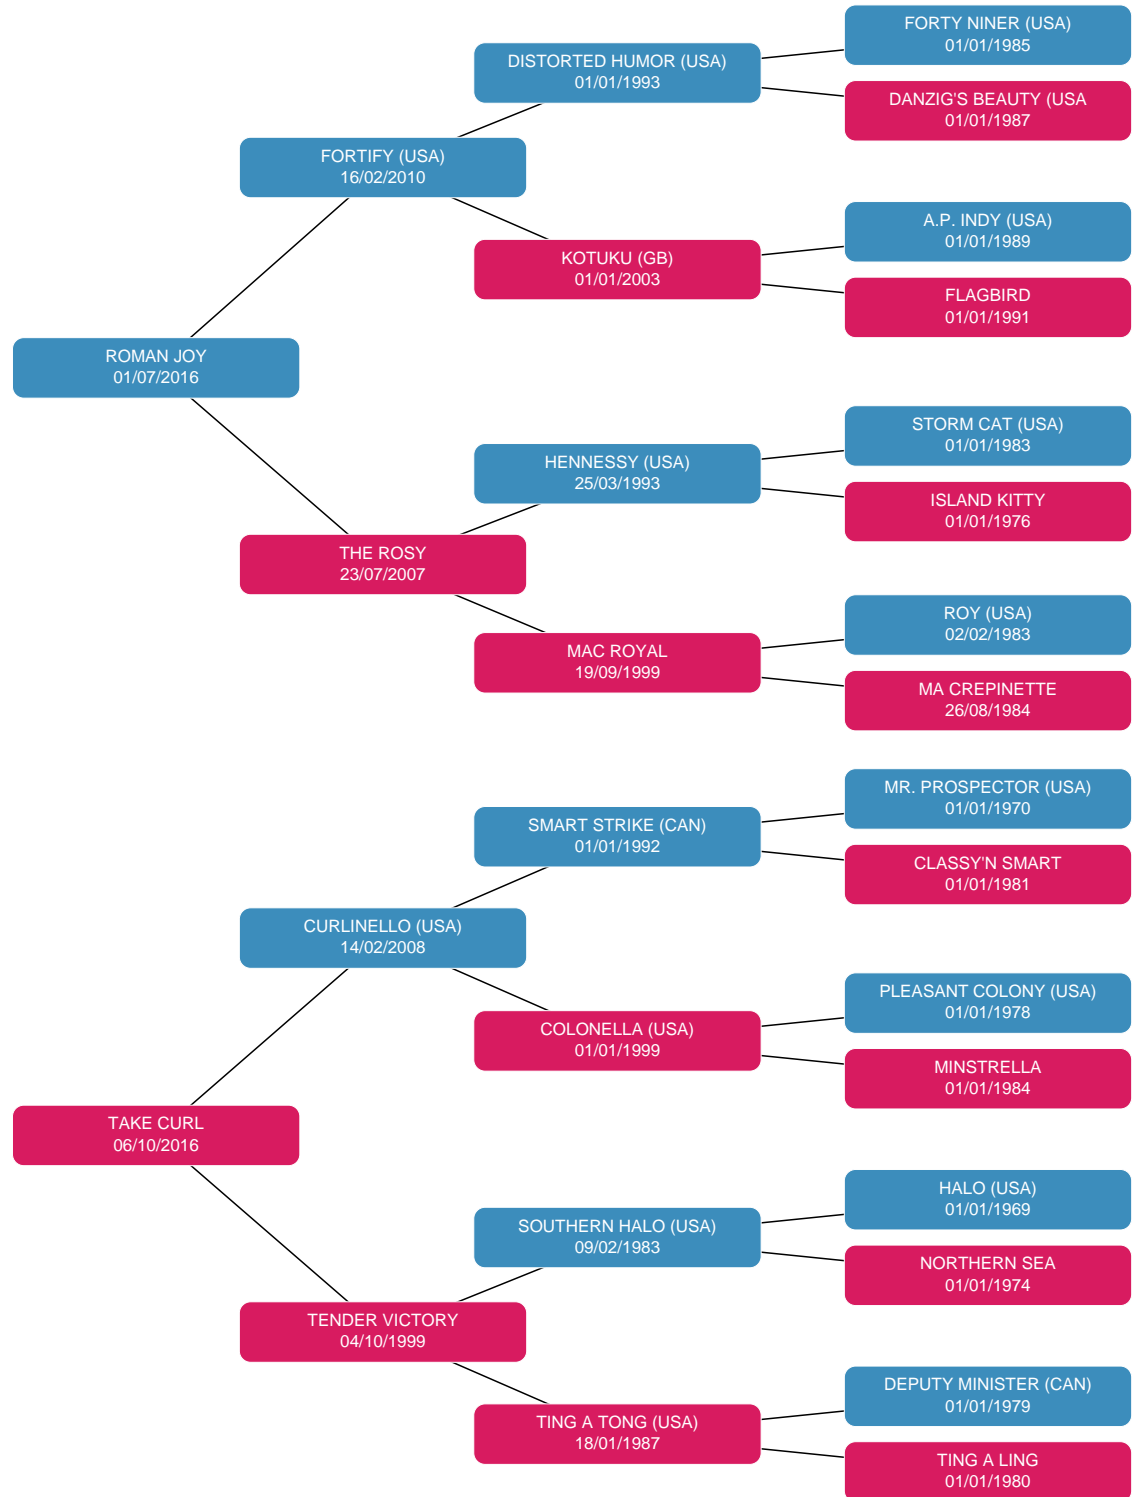 FORTY NINER (USA)
01/01/1985
DISTORTED HUMOR (USA)
01/01/1993
DANZIG'S BEAUTY (USA
01/01/1987
FORTIFY (USA)
16/02/2010
A.P. INDY (USA)
01/01/1989
KOTUKU (GB)
01/01/2003
FLAGBIRD
01/01/1991
ROMAN JOY
01/07/2016
STORM CAT (USA)
01/01/1983
HENNESSY (USA)
25/03/1993
ISLAND KITTY
01/01/1976
THE ROSY
23/07/2007
ROY (USA)
02/02/1983
MAC ROYAL
19/09/1999
MA CREPINETTE
26/08/1984
MR. PROSPECTOR (USA)
01/01/1970
SMART STRIKE (CAN)
01/01/1992
CLASSY'N SMART
01/01/1981
CURLINELLO (USA)
14/02/2008
PLEASANT COLONY (USA)
01/01/1978
COLONELLA (USA)
01/01/1999
MINSTRELLA
01/01/1984
TAKE CURL
06/10/2016
HALO (USA)
01/01/1969
SOUTHERN HALO (USA)
09/02/1983
NORTHERN SEA
01/01/1974
TENDER VICTORY
04/10/1999
DEPUTY MINISTER (CAN)
01/01/1979
TING A TONG (USA)
18/01/1987
TING A LING
01/01/1980